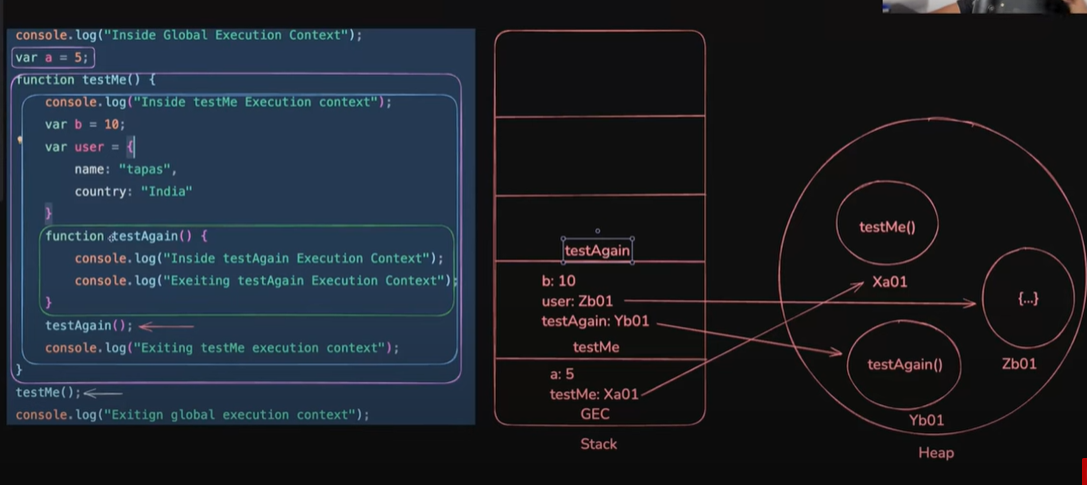 console.log("Inside Global Execution Context");
var a = 5;
function testMe() {
console.log("Inside testMe Execution context");
var b = 10;
var user = {
name: "tapas",
country: "India"
}
function testAgain() {
console.log("Inside testAgain Execution Context");
console.log("Exeiting testAgain Execution Context");
}
testAgain();
console.log("Exiting testMe execution context");
}
testMe();
console.log("Exitign global execution context");
testAgain
b: 10
user: Zb01
testAgain: Yb01
testMe
a: 5
testMe: Xa01
GEC
Stack
testMe()
Xa01
{...}
Zb01
testAgain()
Yb01
Heap